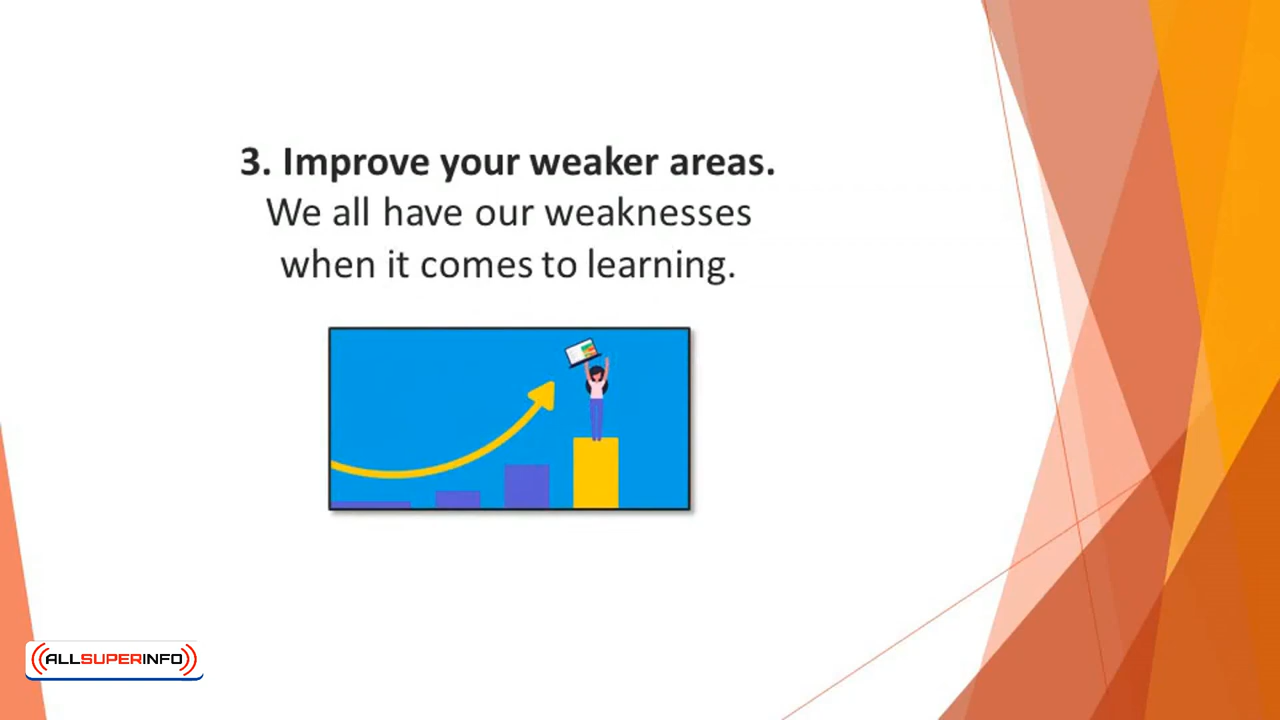 3. Improve your weaker areas.
We all have our weaknesses
when it comes to learning.
ALLSUPERINFO